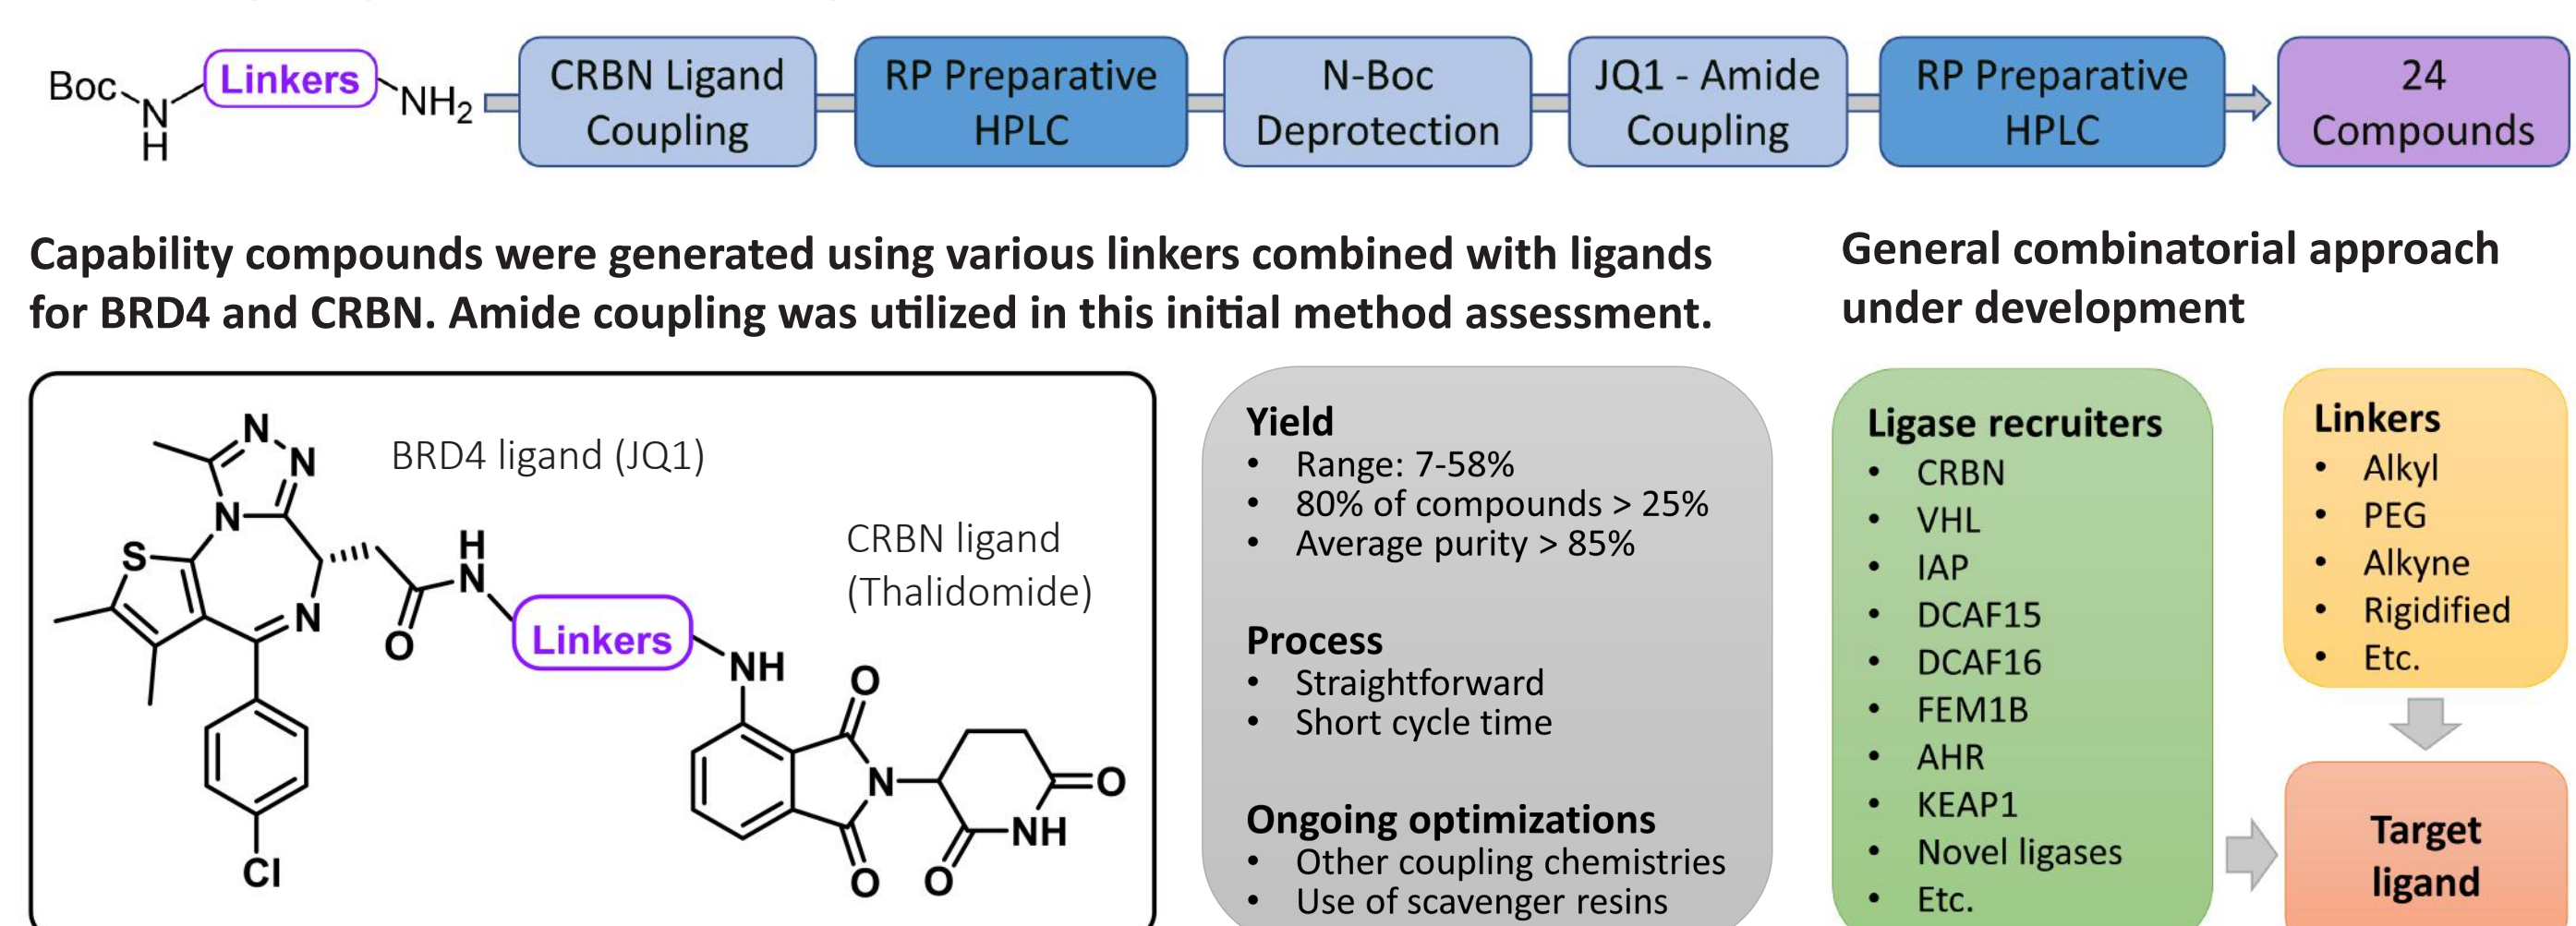 Boc
N
H
Linkers
NH2
CRBN Ligand
Coupling
RP Preparative
HPLC
N-Boc
Deprotection
JQ1 - Amide
Coupling
RP Preparative
HPLC
24
Compounds
Capability compounds were generated using various linkers combined with ligands
for BRD4 and CRBN. Amide coupling was utilized in this initial method assessment.
General combinatorial approach
under development
N
N
N
S
N
Cl
O
H
N
BRD4 ligand (JQ1)
Linkers
CRBN ligand
(Thalidomide)
NH
O
N
O
O
NH
O
Yield
• Range: 7-58%
• 80% of compounds > 25%
• Average purity > 85%
Process
• Straightforward
• Short cycle time
Ongoing optimizations
• Other coupling chemistries
• Use of scavenger resins
Ligase recruiters
• CRBN
• VHL
• IAP
• DCAF15
• DCAF16
• FEM1B
• AHR
• KEAP1
• Novel ligases
• Etc.
Linkers
• Alkyl
• PEG
• Alkyne
• Rigidified
• Etc.
Target
ligand